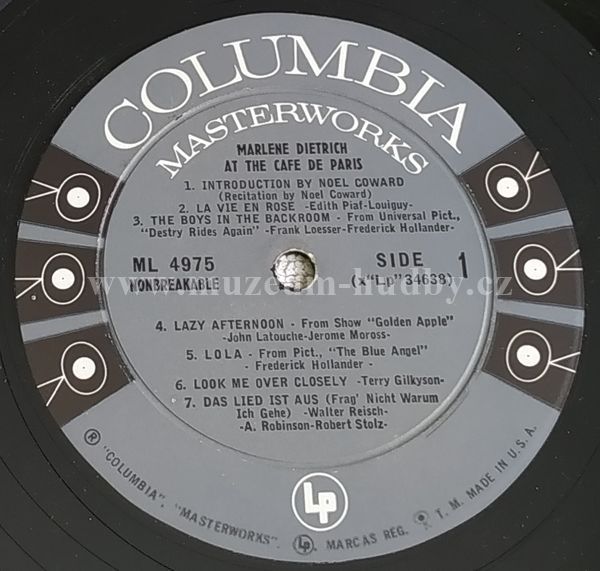 COLUMBIA
MASTERWORKS
MARLENE DIETRICH
AT THE CAFE DE PARIS
1. INTRODUCTION BY NOEL COWARD
(Recitation by Noel Coward)
2. LA VIE EN ROSE -Edith Piaf-Louiguy-
3. THE BOYS IN THE BACKROOM - From Universal Pict.,
"Destry Rides Again" -Frank Loesser-Frederick Hollander-
ML 4975
NONBREAKABLE
SIDE 1
(x"Lp"34638)
www.muzeum-hudby.cz
4. LAZY AFTERNOON - From Show "Golden Apple"
-John Latouche-Jerome Moross-
5. LOLA - From Pict., "The Blue Angel"
- Frederick Hollander -
6. LOOK ME OVER CLOSELY -Terry Gilkyson-
7. DAS LIED IST AUS (Frag' Nicht Warum
Ich Gehe) -Walter Reisch-
-A. Robinson-Robert Stolz-
Lp
® "COLUMBIA", "MASTERWORKS", Lp, MARCAS REG. T. M. MADE IN U. S. A.